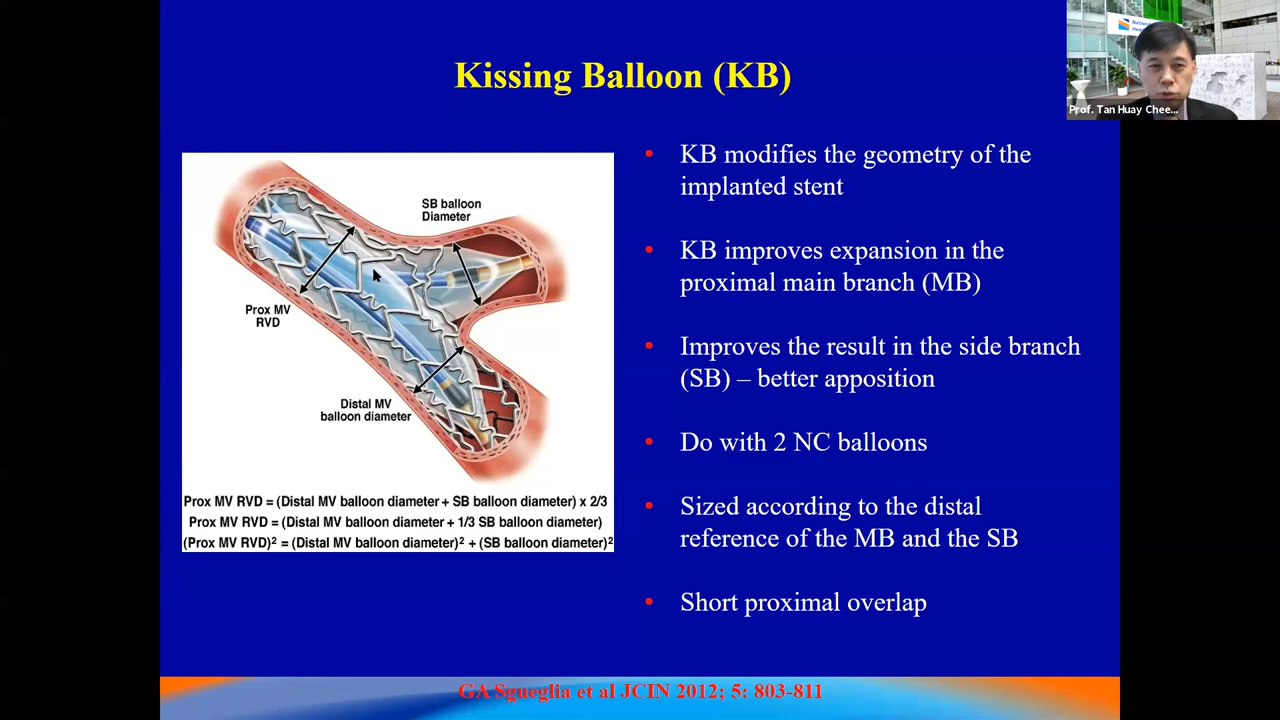 Kissing Balloon (KB)
National
Prof. Tan Huay Chee...
SB balloon
Diameter
Prox MV
RVD
Distal MV
balloon diameter
Prox MV RVD = (Distal MV balloon diameter + SB balloon diameter) x 2/3
Prox MV RVD = (Distal MV balloon diameter + 1/3 SB balloon diameter)
(Prox MV RVD)² = (Distal MV balloon diameter)² + (SB balloon diameter)²
• KB modifies the geometry of the
implanted stent
• KB improves expansion in the
proximal main branch (MB)
• Improves the result in the side branch
(SB) – better apposition
• Do with 2 NC balloons
• Sized according to the distal
reference of the MB and the SB
• Short proximal overlap
GA Sgueglia et al JCIN 2012; 5: 803-811